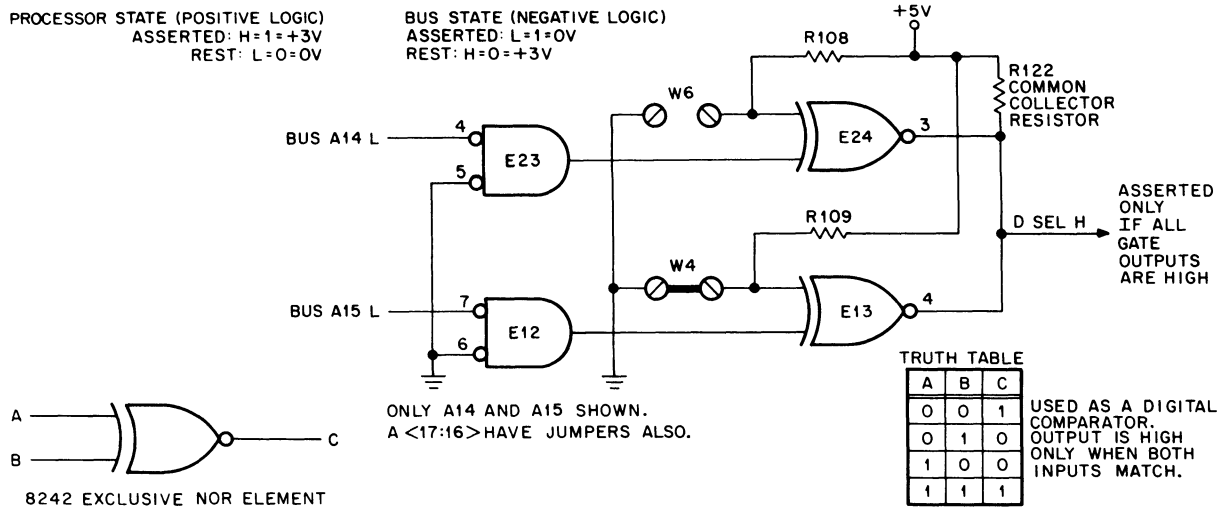 PROCESSOR STATE (POSITIVE LOGIC)
ASSERTED: H=1=+3V
REST: L=0=0V
BUS STATE (NEGATIVE LOGIC)
ASSERTED: L=1=0V
REST: H=0=+3V
+5V
R108
R122
COMMON
COLLECTOR
RESISTOR
W6
BUS A14 L
4
5
E23
E24
3
R109
D SEL H
ASSERTED
ONLY
IF ALL
GATE
OUTPUTS
ARE HIGH
W4
BUS A15 L
7
6
E12
E13
4
ONLY A14 AND A15 SHOWN.
A <17:16> HAVE JUMPERS ALSO.
TRUTH TABLE
A B C
0 0 1
0 1 0
1 0 0
1 1 1
USED AS A DIGITAL
COMPARATOR.
OUTPUT IS HIGH
ONLY WHEN BOTH
INPUTS MATCH.
A
B
C
8242 EXCLUSIVE NOR ELEMENT